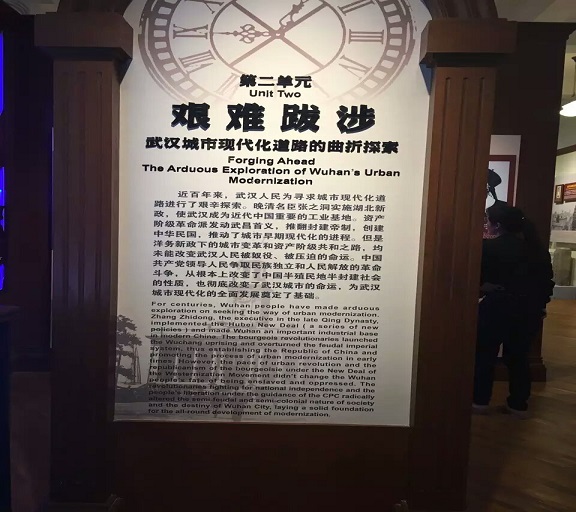 第二单元
Unit Two
艰难跋涉
武汉城市现代化道路的曲折探索
Forging Ahead
The Arduous Exploration of Wuhan's Urban
Modernization
近百年来，武汉人民为寻求城市现代化道
路进行了艰辛探索。晚清名臣张之洞实施湖北新
政，使武汉成为近代中国重要的工业基地。资产
阶级革命派发动武昌首义，推翻封建帝制，创建
中华民国，推动了城市早期现代化的进程。但是
洋务新政下的城市变革和资产阶级共和之路，均
未能改变武汉人民被奴役、被压迫的命运。中国
共产党领导人民争取民族独立和人民解放的革命
斗争，从根本上改变了中国半殖民地半封建社会
的性质，也彻底改变了武汉城市的命运，为武汉
城市现代化的全面发展奠定了基础。
For centuries, Wuhan people have made arduous
exploration on seeking the way of urban modernization.
Zhang Zhidong, the executive in the late Qing Dynasty,
implemented the Hubei New Deal ( a series of new
policies ) and made Wuhan an important industrial base
in modern China. The bourgeois revolutionaries launched
the Wuchang uprising and overturned the feudal imperial
system, thus establishing the Republic of China and
promoting the process of urban modernization in early
times. However, the pace of urban revolution and the
republicanism of the bourgeoisie under the New Deal of
the Westernization Movement didn't change the Wuhan
people's fate of being enslaved and oppressed. The
revolutionaries fighting for national independence and the
people's liberation under the guidance of the CPC radically
altered the semi-feudal and semi-colonial nature of society
and the destiny of Wuhan City, laying a solid foundation
for the all-round development of modernization.